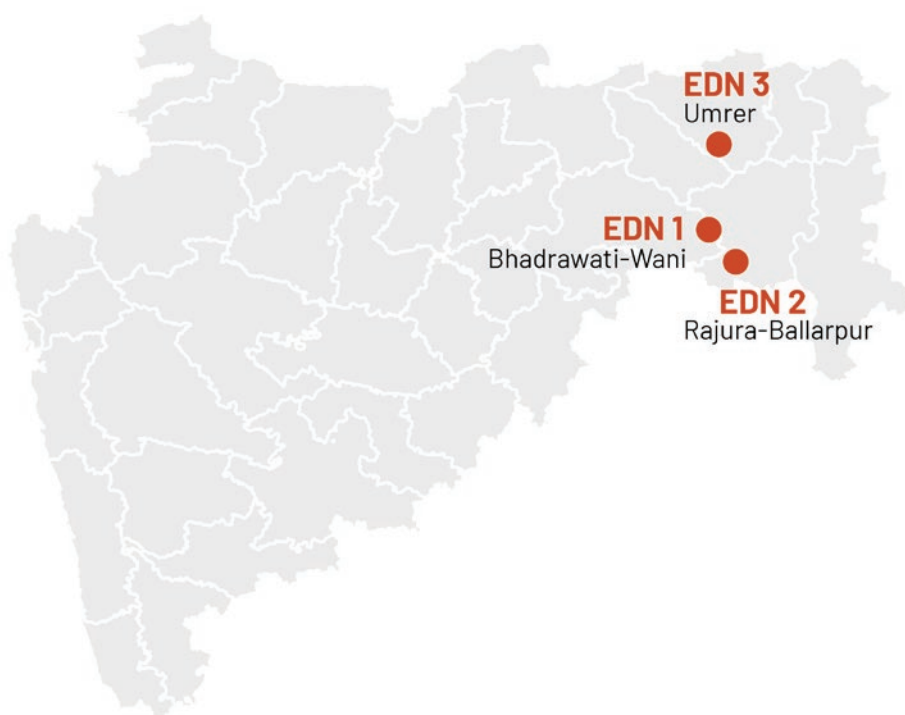 EDN 3
Umrer
EDN 1
Bhadrawati-Wani
EDN 2
Rajura-Ballarpur